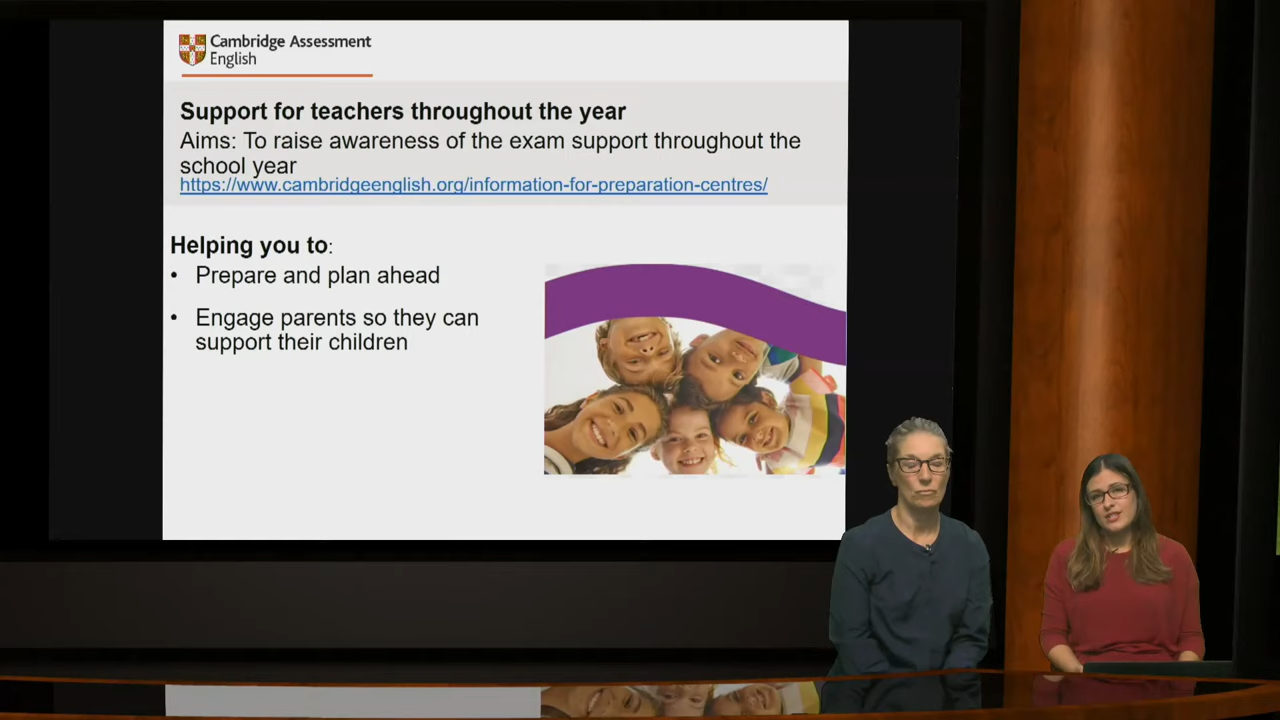 Cambridge Assessment
English
Support for teachers throughout the year
Aims: To raise awareness of the exam support throughout the
school year
https://www.cambridgeenglish.org/information-for-preparation-centres/
Helping you to:
• Prepare and plan ahead
• Engage parents so they can
support their children